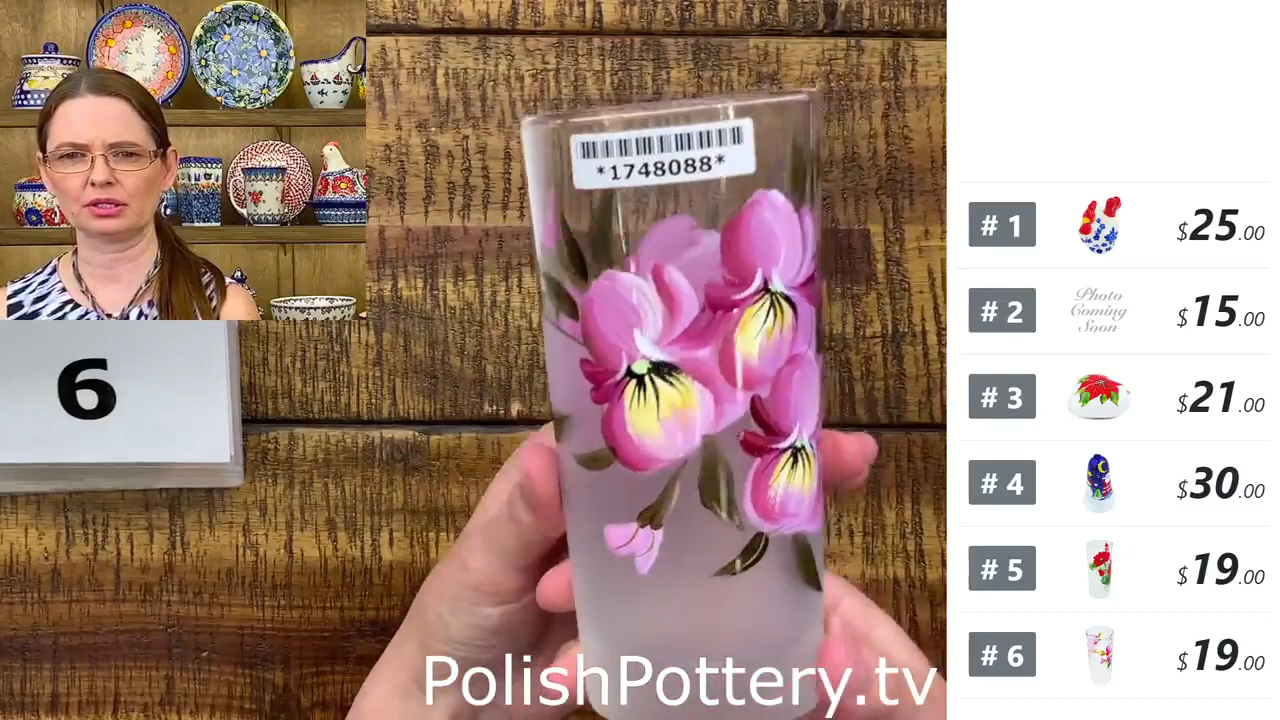 *1748088*
6
PolishPottery.tv
# 1 $25.00
# 2 Photo Coming Soon $15.00
# 3 $21.00
# 4 $30.00
# 5 $19.00
# 6 $19.00